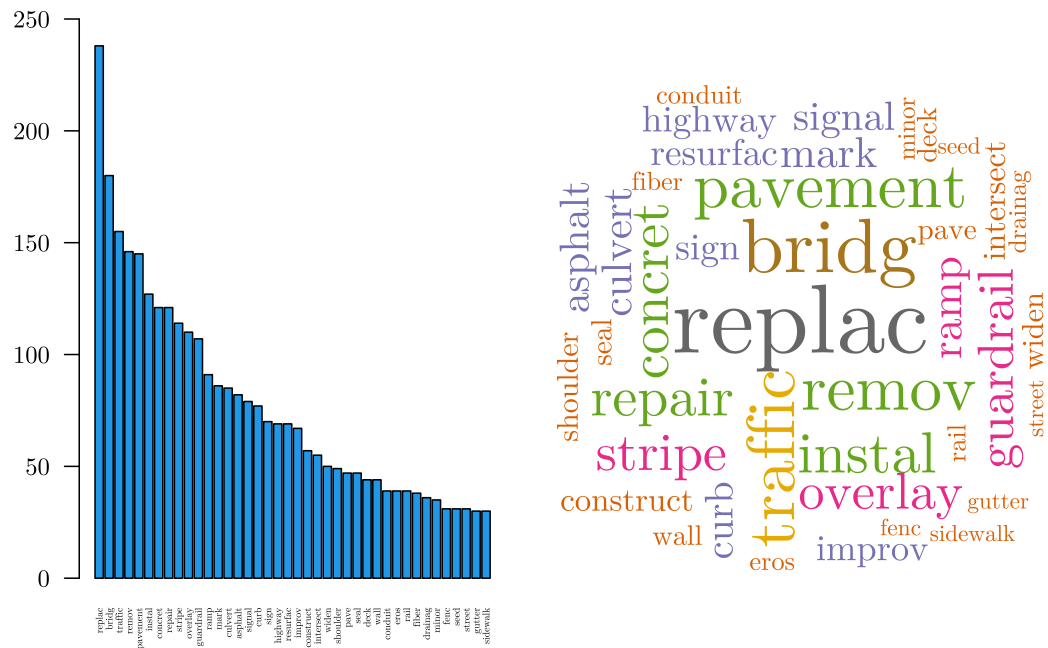 250
200
150
100
50
0
replac
bridg
traffic
remov
pavement
instal
concret
repair
stripe
overlay
guardrail
ramp
mark
culvert
asphalt
signal
curb
sign
highway
resurfac
improv
construct
intersect
widen
shoulder
pave
seal
deck
wall
conduit
eros
rail
fiber
drainag
minor
fenc
seed
street
gutter
sidewalk
conduit
highway
signal
minor
deck
seed
resurfac
mark
fiber
pavement
intersect
drainag
asphalt
culvert
concret
sign
bridg
pave
replac
ramp
guardrail
widen
seal
shoulder
repair
traffic
remov
street
stripe
instal
rail
overlay
construct
curb
gutter
wall
fenc
sidewalk
improv
eros